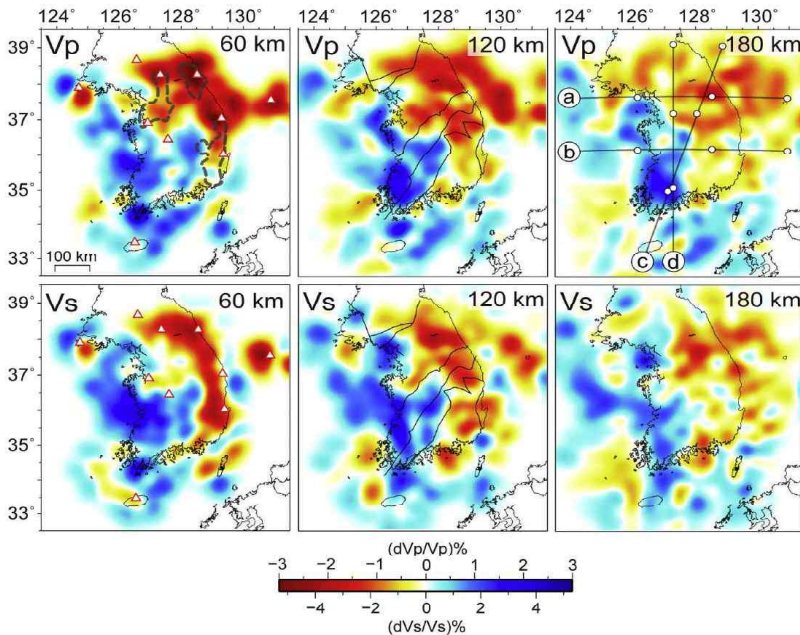 124° 126° 128° 130° 126° 128° 130° 126° 128° 130°
39° Vp 60 km Vp 120 km Vp 180 km
a
37°
b
35°
33° 100 km c d
Vs 60 km Vs 120 km Vs 180 km
39°
37°
35°
33°
(dVp/Vp)%
−3 −2 −1 0 1 2 3
−4 −2 0 2 4
(dVs/Vs)%